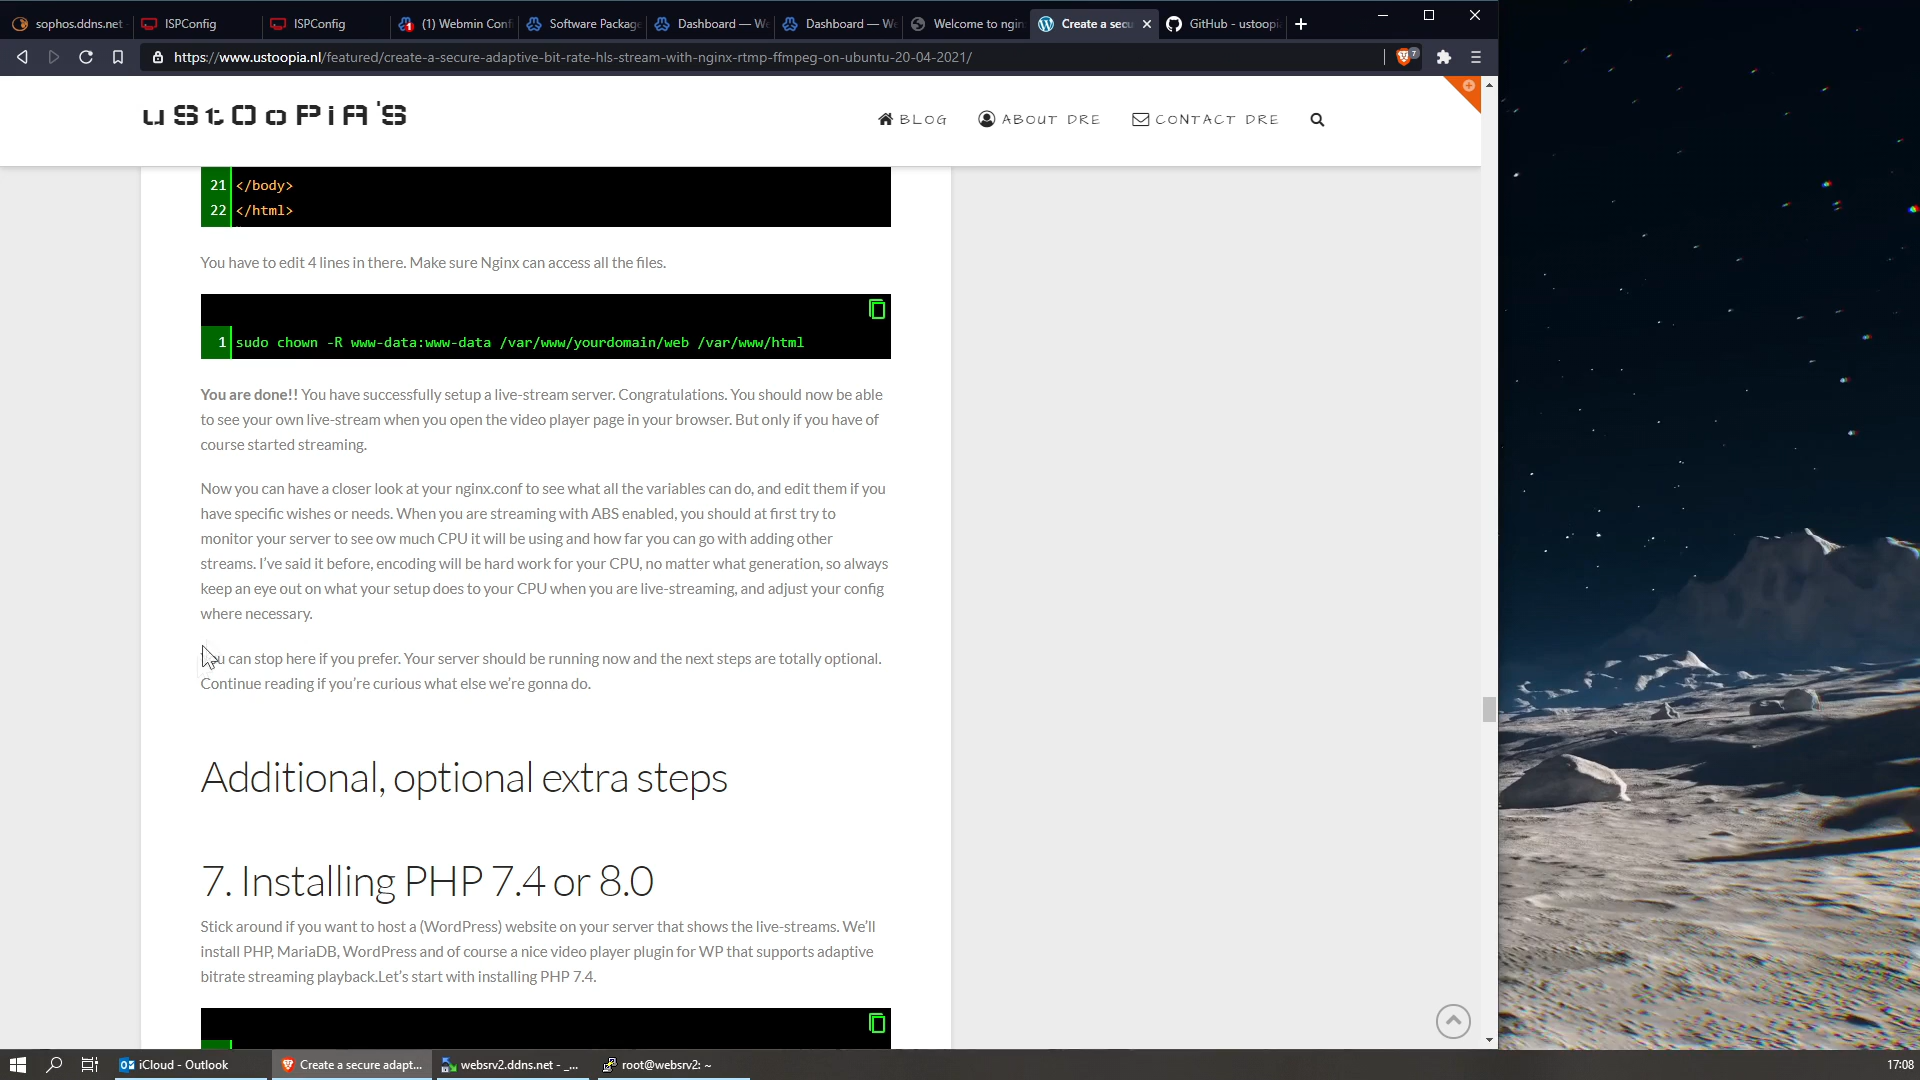 sophos.ddns.net
ISPConfig
ISPConfig
(1) Webmin Conf
Software Package
Dashboard — We
Dashboard — We
Welcome to ngin
Create a secu
GitHub - ustoopi
https://www.ustoopia.nl/featured/create-a-secure-adaptive-bit-rate-hls-stream-with-nginx-rtmp-ffmpeg-on-ubuntu-20-04-2021/
7
uStOoPiA'S
BLOG
ABOUT DRE
CONTACT DRE
21 </body>
22 </html>
You have to edit 4 lines in there. Make sure Nginx can access all the files.
1 sudo chown -R www-data:www-data /var/www/yourdomain/web /var/www/html
You are done!! You have successfully setup a live-stream server. Congratulations. You should now be able
to see your own live-stream when you open the video player page in your browser. But only if you have of
course started streaming.
Now you can have a closer look at your nginx.conf to see what all the variables can do, and edit them if you
have specific wishes or needs. When you are streaming with ABS enabled, you should at first try to
monitor your server to see ow much CPU it will be using and how far you can go with adding other
streams. I've said it before, encoding will be hard work for your CPU, no matter what generation, so always
keep an eye out on what your setup does to your CPU when you are live-streaming, and adjust your config
where necessary.
You can stop here if you prefer. Your server should be running now and the next steps are totally optional.
Continue reading if you're curious what else we're gonna do.
Additional, optional extra steps
7. Installing PHP 7.4 or 8.0
Stick around if you want to host a (WordPress) website on your server that shows the live-streams. We'll
install PHP, MariaDB, WordPress and of course a nice video player plugin for WP that supports adaptive
bitrate streaming playback.Let's start with installing PHP 7.4.
iCloud - Outlook
Create a secure adapt...
websrv2.ddns.net - _...
root@websrv2: ~
17:08